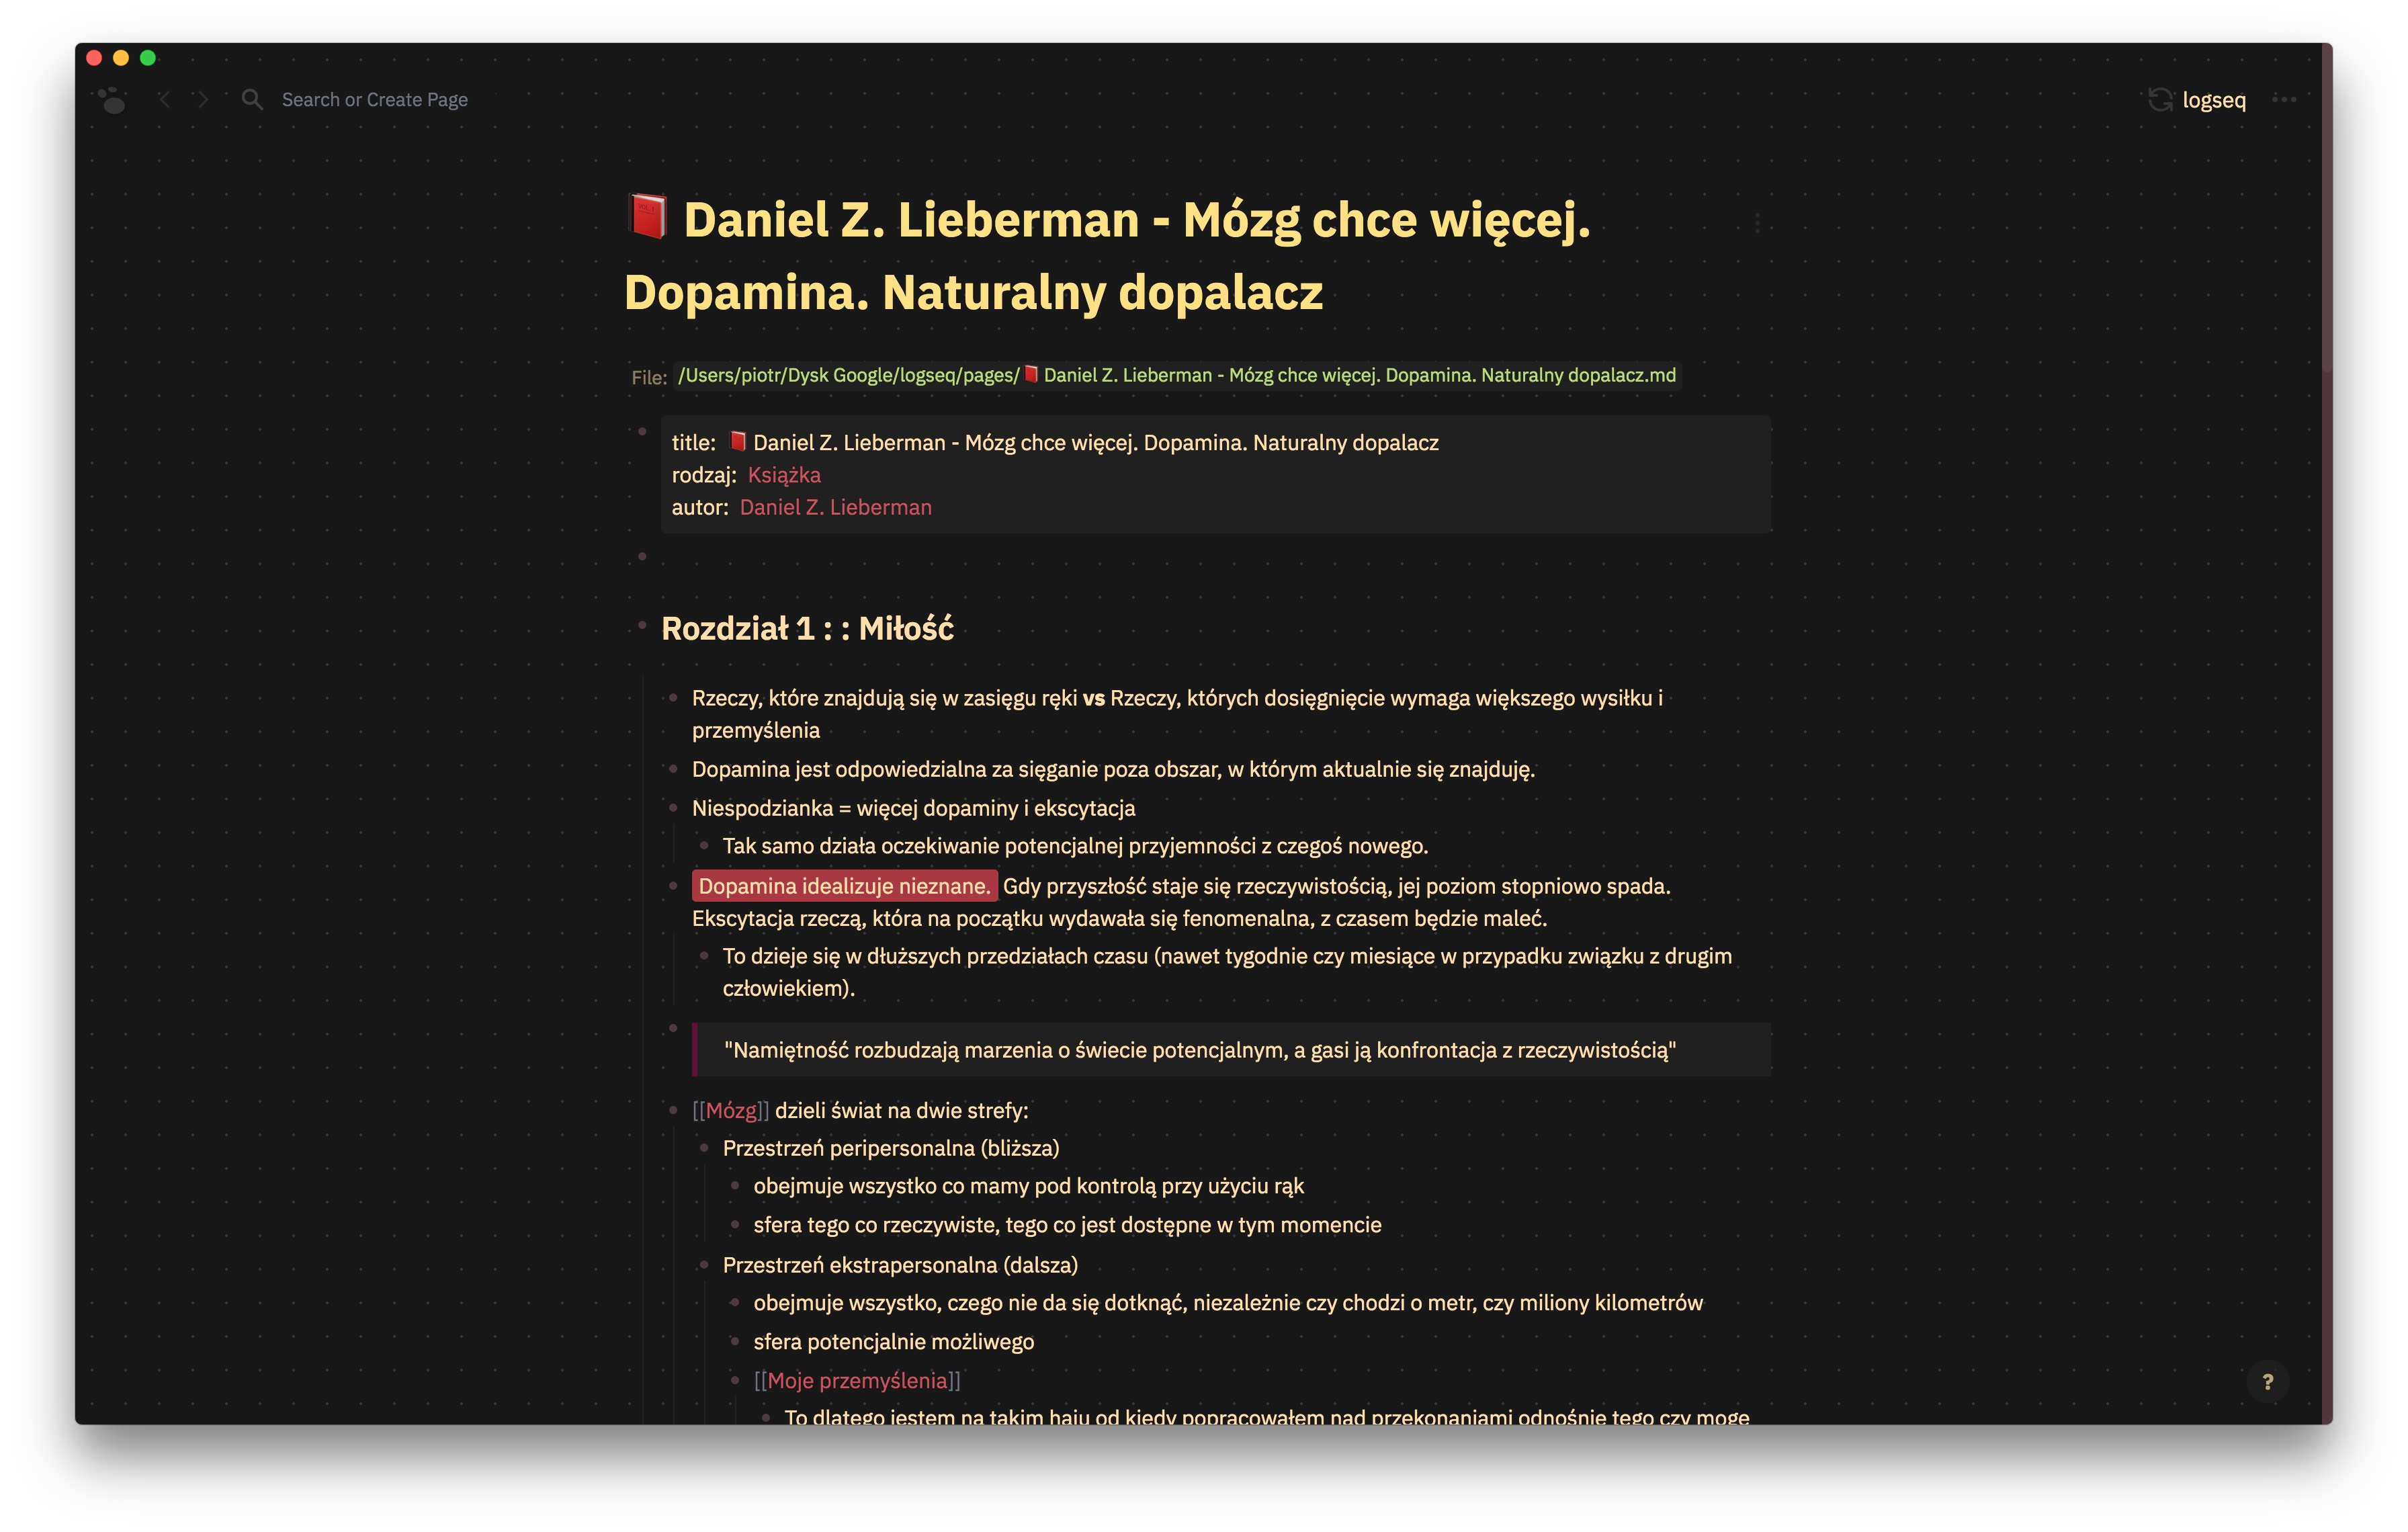 Search or Create Page
logseq
📕 Daniel Z. Lieberman - Mózg chce więcej.
Dopamina. Naturalny dopalacz
File: /Users/piotr/Dysk Google/logseq/pages/📕 Daniel Z. Lieberman - Mózg chce więcej. Dopamina. Naturalny dopalacz.md
title: 📕 Daniel Z. Lieberman - Mózg chce więcej. Dopamina. Naturalny dopalacz
rodzaj: Książka
autor: Daniel Z. Lieberman
Rozdział 1 : : Miłość
Rzeczy, które znajdują się w zasięgu ręki vs Rzeczy, których dosięgnięcie wymaga większego wysiłku i
przemyślenia
Dopamina jest odpowiedzialna za sięganie poza obszar, w którym aktualnie się znajduję.
Niespodzianka = więcej dopaminy i ekscytacja
Tak samo działa oczekiwanie potencjalnej przyjemności z czegoś nowego.
Dopamina idealizuje nieznane. Gdy przyszłość staje się rzeczywistością, jej poziom stopniowo spada.
Ekscytacja rzeczą, która na początku wydawała się fenomenalna, z czasem będzie maleć.
To dzieje się w dłuższych przedziałach czasu (nawet tygodnie czy miesiące w przypadku związku z drugim
człowiekiem).
"Namiętność rozbudzają marzenia o świecie potencjalnym, a gasi ją konfrontacja z rzeczywistością"
[[Mózg]] dzieli świat na dwie strefy:
Przestrzeń peripersonalna (bliższa)
obejmuje wszystko co mamy pod kontrolą przy użyciu rąk
sfera tego co rzeczywiste, tego co jest dostępne w tym momencie
Przestrzeń ekstrapersonalna (dalsza)
obejmuje wszystko, czego nie da się dotknąć, niezależnie czy chodzi o metr, czy miliony kilometrów
sfera potencjalnie możliwego
[[Moje przemyślenia]]
To dlatego jestem na takim haju od kiedy popracowałem nad przekonaniami odnośnie tego czy mogę
?